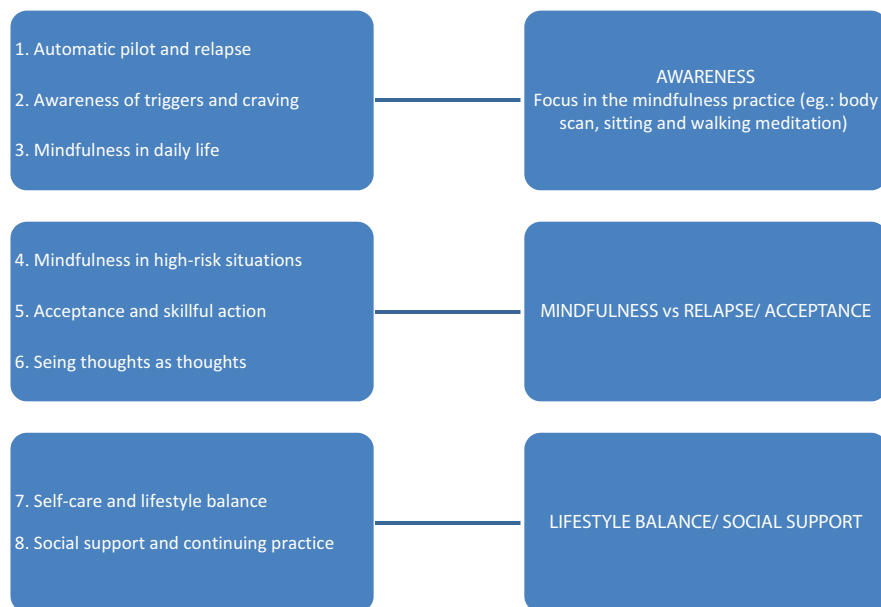 1. Automatic pilot and relapse
2. Awareness of triggers and craving
3. Mindfulness in daily life
AWARENESS
Focus in the mindfulness practice (eg.: body
scan, sitting and walking meditation)
4. Mindfulness in high-risk situations
5. Acceptance and skillful action
6. Seing thoughts as thoughts
MINDFULNESS vs RELAPSE/ ACCEPTANCE
7. Self-care and lifestyle balance
8. Social support and continuing practice
LIFESTYLE BALANCE/ SOCIAL SUPPORT